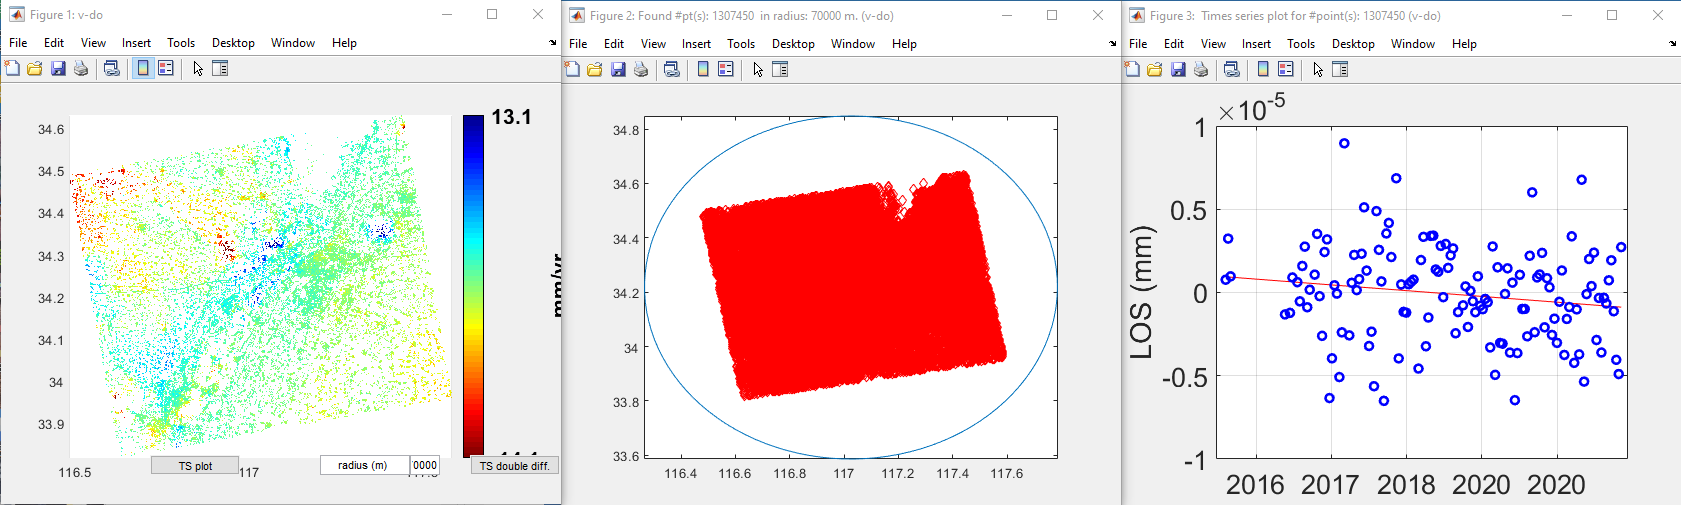 Figure 1: v-do
File Edit View Insert Tools Desktop Window Help
13.1
34.6
34.5
34.4
34.3
34.2
34.1
34
33.9
116.5
117
mm/yr
TS plot
radius (m)
0000
TS double diff.
Figure 2: Found #pt(s): 1307450 in radius: 70000 m. (v-do)
File Edit View Insert Tools Desktop Window Help
34.8
34.6
34.4
34.2
34
33.8
33.6
116.4 116.6 116.8 117 117.2 117.4 117.6
Figure 3: Times series plot for #point(s): 1307450 (v-do)
File Edit View Insert Tools Desktop Window Help
×10⁻⁵
1
0.5
0
-0.5
-1
LOS (mm)
2016 2017 2018 2020 2020